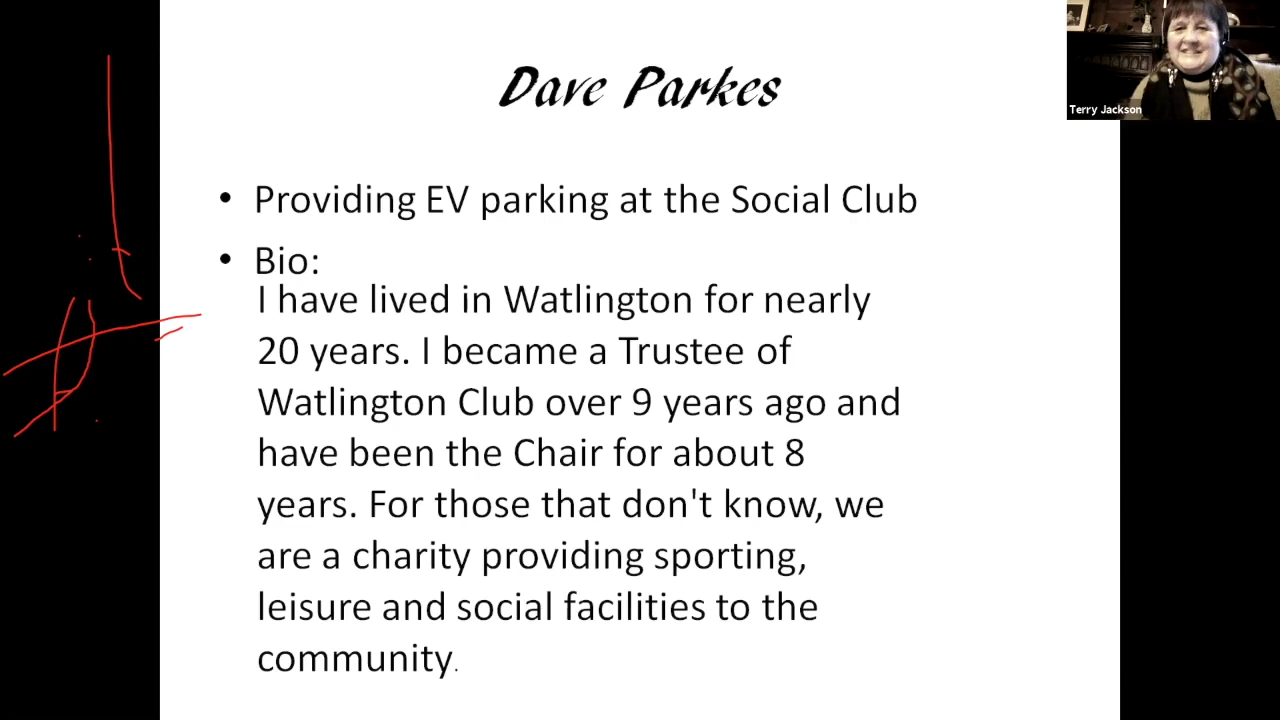 Dave Parkes
Terry Jackson
• Providing EV parking at the Social Club
• Bio:
I have lived in Watlington for nearly
20 years. I became a Trustee of
Watlington Club over 9 years ago and
have been the Chair for about 8
years. For those that don't know, we
are a charity providing sporting,
leisure and social facilities to the
community.